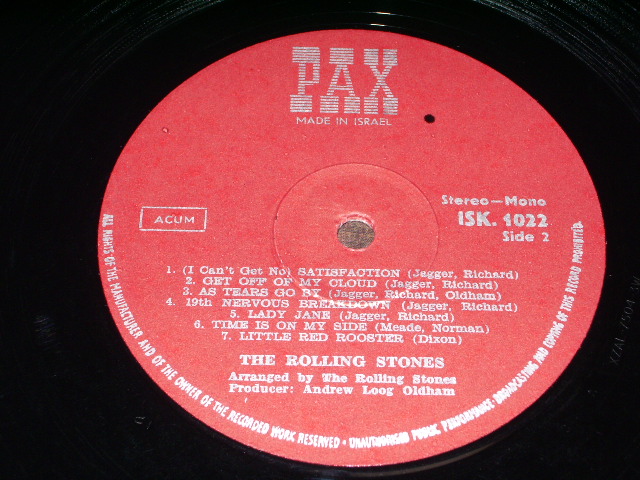 PAX
MADE IN ISRAEL
ACUM
Stereo—Mono
ISK. 1022
Side 2
1. (I Can't Get No) SATISFACTION (Jagger, Richard)
2. GET OFF OF MY CLOUD (Jagger, Richard)
3. AS TEARS GO BY (Jagger, Richard, Oldham)
4. 19th NERVOUS BREAKDOWN (Jagger, Richard)
5. LADY JANE (Jagger, Richard)
6. TIME IS ON MY SIDE (Meade, Norman)
7. LITTLE RED ROOSTER (Dixon)
THE ROLLING STONES
Arranged by The Rolling Stones
Producer: Andrew Loog Oldham
ALL RIGHTS OF THE MANUFACTURER AND OF THE OWNER OF THE RECORDED WORK RESERVED • UNAUTHORISED PUBLIC PERFORMANCE BROADCASTING AND COPYING OF THIS RECORD PROHIBITED.